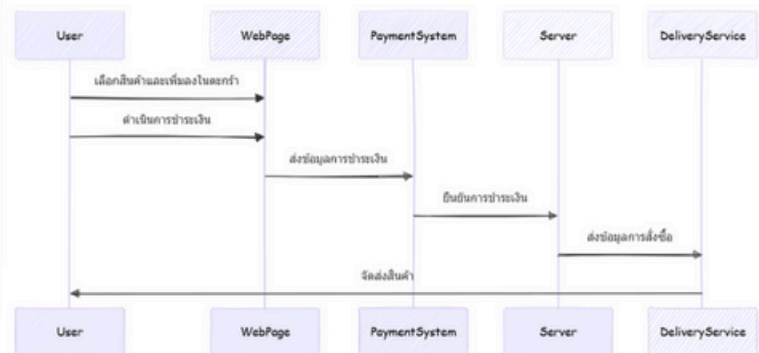 User
WebPage
PaymentSystem
Server
DeliveryService
เลือกสินค้าและเพิ่มลงในตะกร้า
ดำเนินการชำระเงิน
ส่งข้อมูลการชำระเงิน
ยืนยันการชำระเงิน
ส่งข้อมูลการสั่งซื้อ
จัดส่งสินค้า
User
WebPage
PaymentSystem
Server
DeliveryService